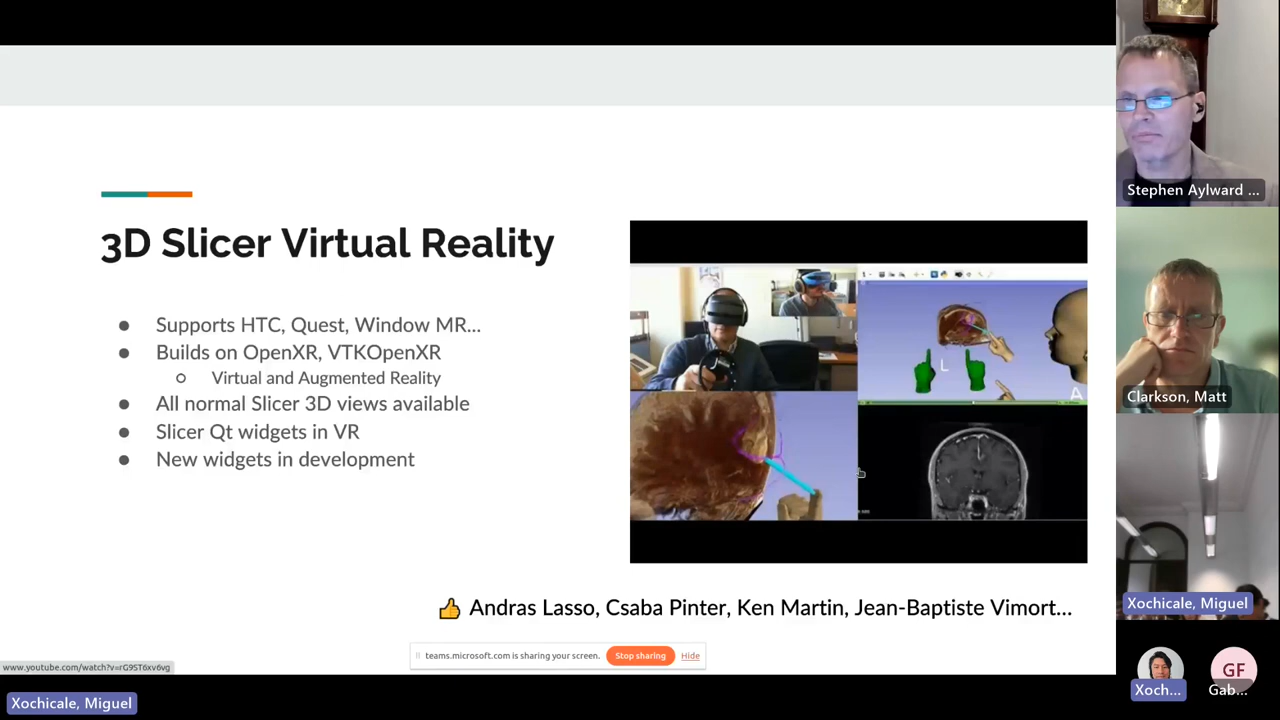 3D Slicer Virtual Reality
Supports HTC, Quest, Window MR...
Builds on OpenXR, VTKOpenXR
Virtual and Augmented Reality
All normal Slicer 3D views available
Slicer Qt widgets in VR
New widgets in development
L
A
👍 Andras Lasso, Csaba Pinter, Ken Martin, Jean-Baptiste Vimort...
teams.microsoft.com is sharing your screen. Stop sharing Hide
www.youtube.com/watch?v=rG9ST6xv6vg
Xochicale, Miguel
Stephen Aylward ...
Clarkson, Matt
Xochicale, Miguel
GF
Xoch... Gab...